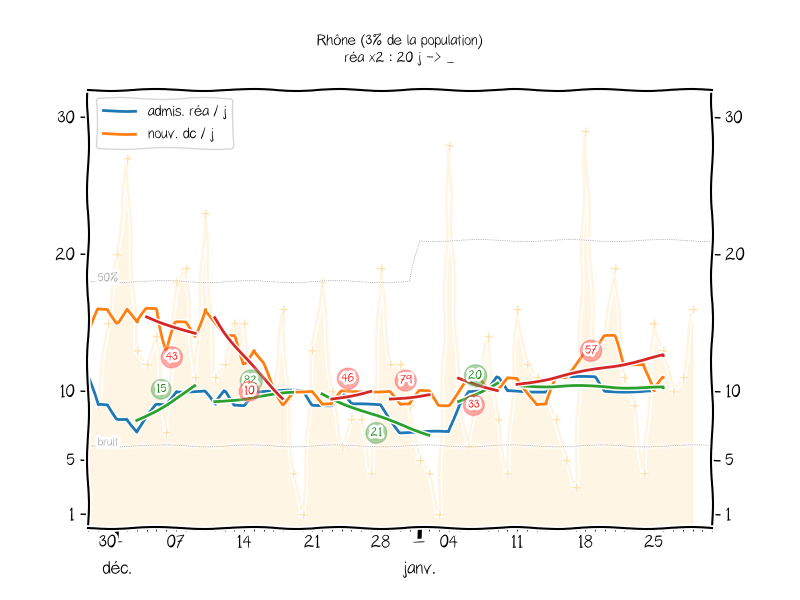 Rhône (3% de la population)
réa x2 : 20 j -> _
admis. réa / j
nouv. dc / j
30 30
20 20
50%
57
46 79 20
43
15 82
10
33
21
10 10
bruit
5 5
1 1
30 07 14 21 28 04 11 18 25
déc. janv.